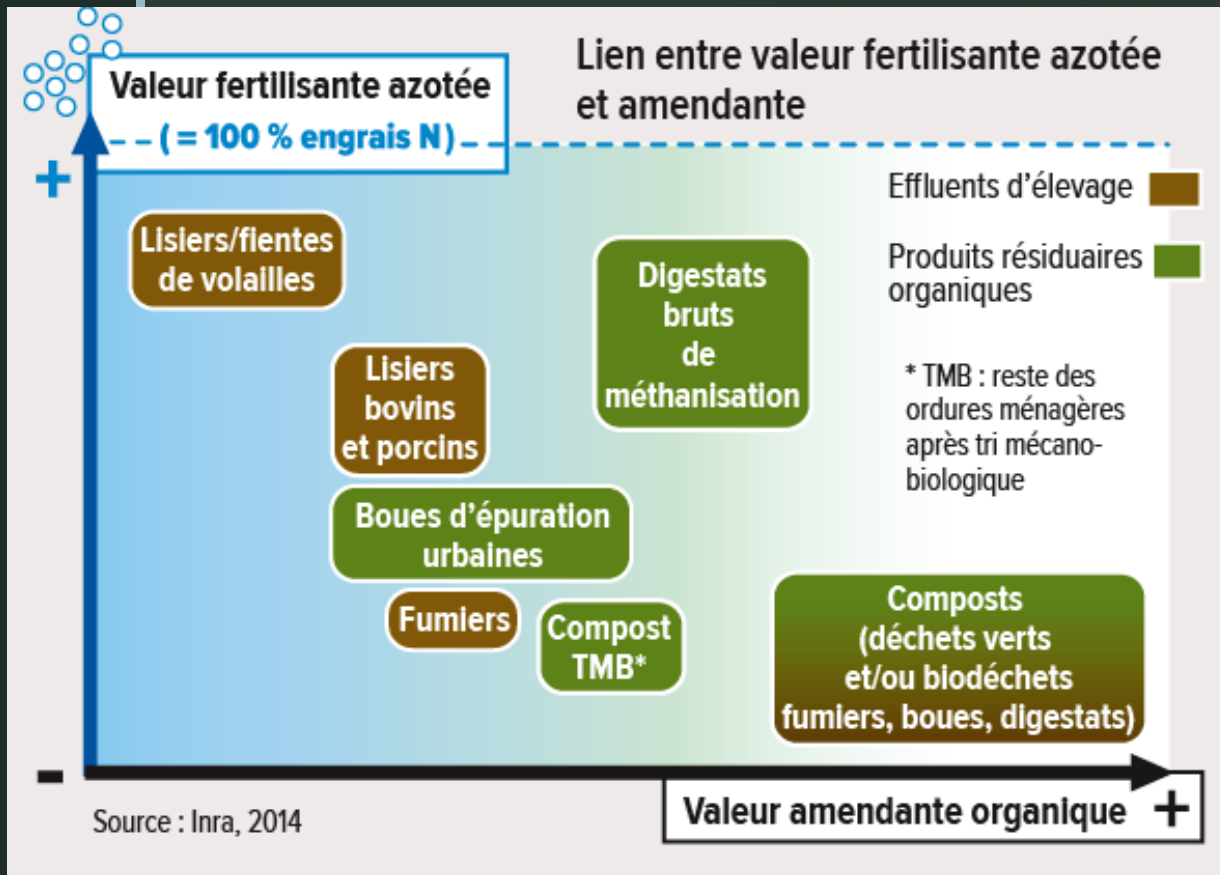 Lien entre valeur fertilisante azotée
et amendante
Valeur fertilisante azotée
(= 100 % engrais N)
+
Effluents d'élevage
Produits résiduaires
organiques
* TMB : reste des
ordures ménagères
après tri mécano-
biologique
Lisiers/fientes
de volailles
Digestats
bruts
de
méthanisation
Lisiers
bovins
et porcins
Boues d'épuration
urbaines
Fumiers
Compost
TMB*
Composts
(déchets verts
et/ou biodéchets
fumiers, boues, digestats)
-
Valeur amendante organique +
Source : Inra, 2014